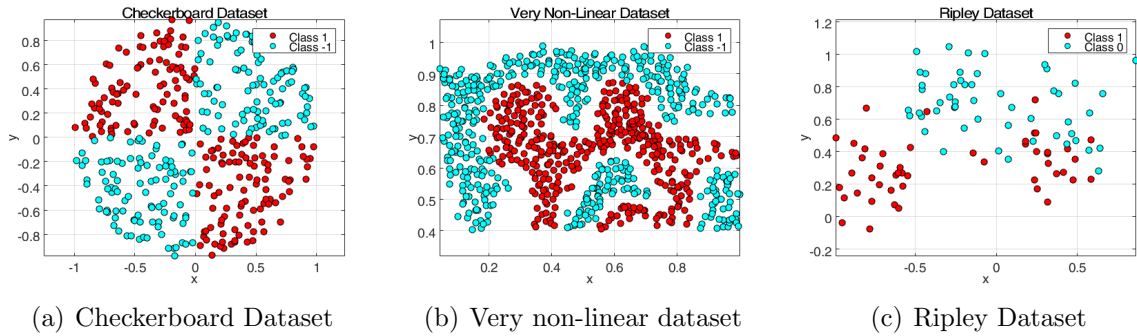 Checkerboard Dataset
Class 1
Class -1
0.8
0.6
0.4
0.2
0
-0.2
-0.4
-0.6
-0.8
y
-1
-0.5
0
0.5
1
x
(a) Checkerboard Dataset
Very Non-Linear Dataset
Class 1
Class -1
1
0.9
0.8
0.7
0.6
0.5
0.4
y
0.2
0.4
0.6
0.8
x
(b) Very non-linear dataset
Ripley Dataset
Class 1
Class 0
1.2
1
0.8
0.6
0.4
0.2
0
-0.2
y
-0.5
0
0.5
x
(c) Ripley Dataset